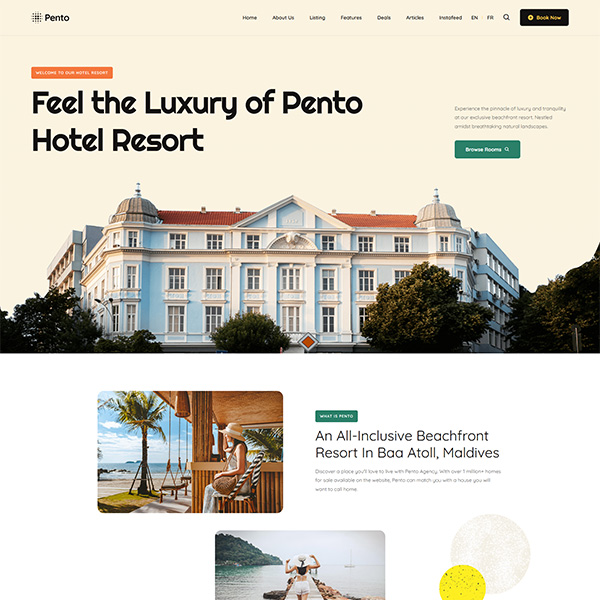 Pento
Home
About Us
Listing
Features
Deals
Articles
Instafeed
EN
FR
Book Now
WELCOME TO OUR HOTEL RESORT
Feel the Luxury of Pento
Hotel Resort
Experience the pinnacle of luxury and tranquility
at our exclusive beachfront resort. Nestled
amidst breathtaking natural landscapes.
Browse Rooms
WHAT IS PENTO
An All-Inclusive Beachfront
Resort In Baa Atoll, Maldives
Discover a place you'll love to live with Pento Agency. With over 1 million+ homes
for sale available on the website, Pento can match you with a house you will
want to call home.